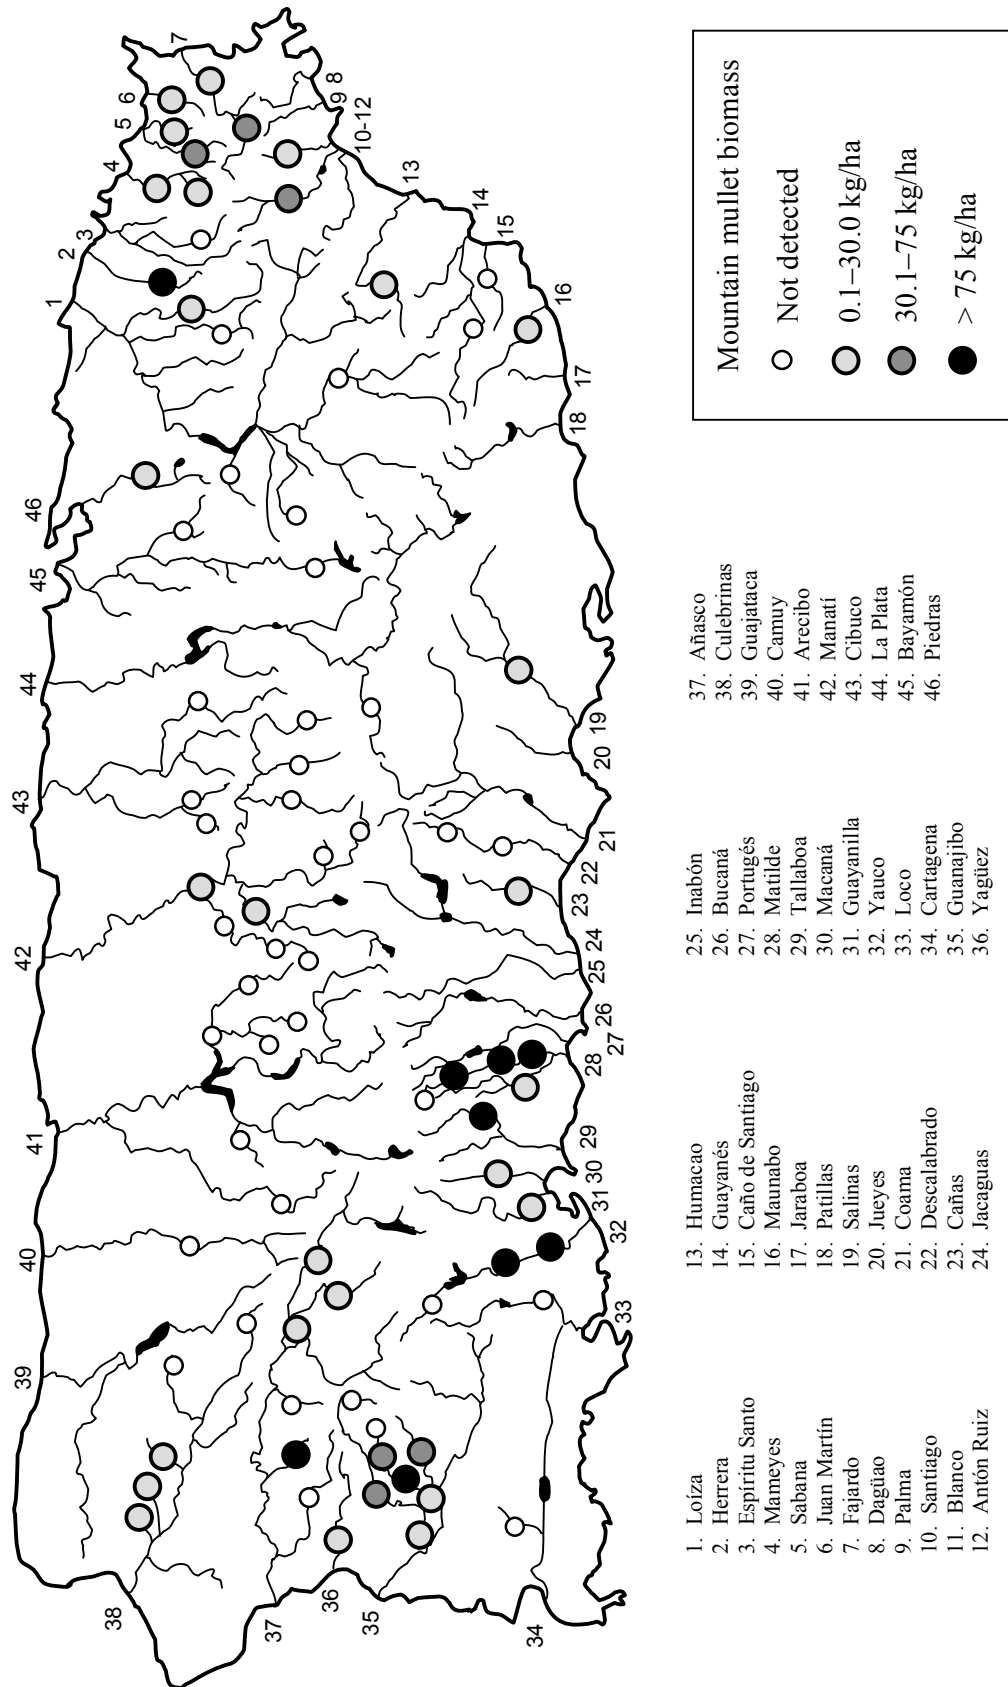 1
2
3
4
5
6
7
8
9
10-12
13
14
15
16
17
18
19
20
21
22
23
24
25
26
27
28
29
30
31
32
33
34
35
36
37
38
39
40
41
42
43
44
45
46
1. Loíza
2. Herrera
3. Espíritu Santo
4. Mameyes
5. Sabana
6. Juan Martín
7. Fajardo
8. Dagüao
9. Palma
10. Santiago
11. Blanco
12. Antón Ruiz
13. Humacao
14. Guayanés
15. Caño de Santiago
16. Maunabo
17. Jaraboa
18. Patillas
19. Salinas
20. Jueyes
21. Coama
22. Descalabrado
23. Cañas
24. Jacaguas
25. Inabón
26. Bucaná
27. Portugés
28. Matilde
29. Tallaboa
30. Macaná
31. Guayanilla
32. Yauco
33. Loco
34. Cartagena
35. Guanajibo
36. Yagüez
37. Añasco
38. Culebrinas
39. Guajataca
40. Camuy
41. Arecibo
42. Manatí
43. Cibuco
44. La Plata
45. Bayamón
46. Piedras
Mountain mullet biomass
Not detected
0.1–30.0 kg/ha
30.1–75 kg/ha
> 75 kg/ha